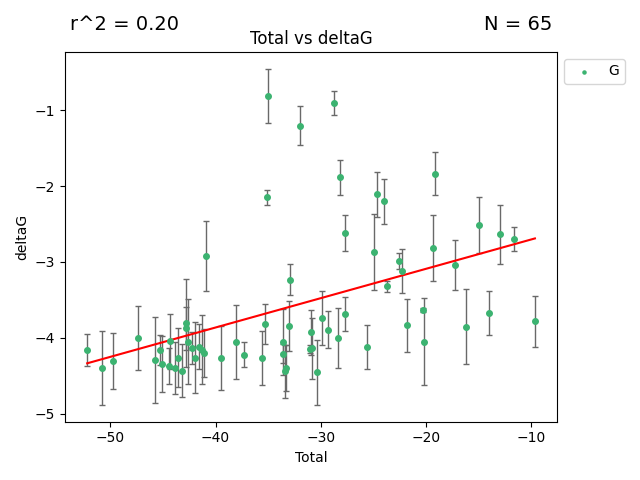 r^2 = 0.20
N = 65
Total vs deltaG
G
−1
−2
−3
−4
−5
deltaG
−50
−40
−30
−20
−10
Total